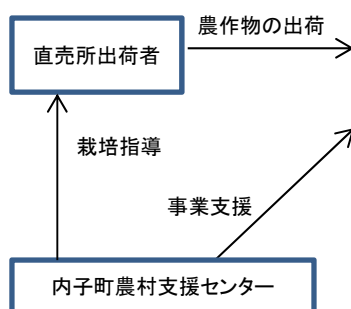 農作物の出荷
直売所出荷者
栽培指導
事業支援
内子町農村支援センター